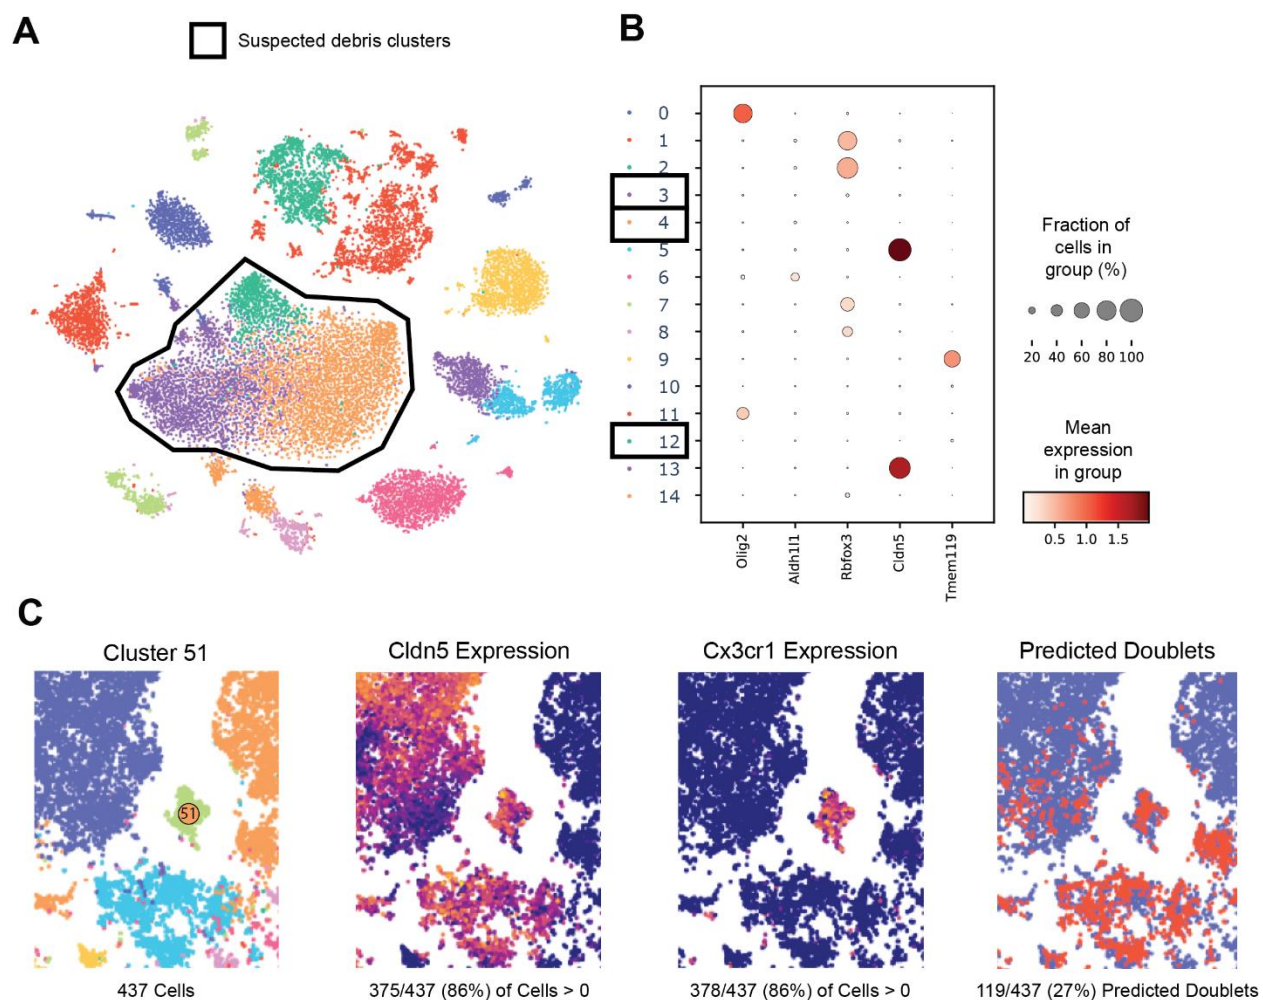 A
Suspected debris clusters
B
0
1
2
3
4
5
6
7
8
9
10
11
12
13
14
Olig2
Aldh1l1
Rbfox3
Cldn5
Tmem119
Fraction of
cells in
group (%)
20 40 60 80 100
Mean
expression
in group
0.5 1.0 1.5
C
Cluster 51
Cldn5 Expression
Cx3cr1 Expression
Predicted Doublets
51
437 Cells
375/437 (86%) of Cells > 0
378/437 (86%) of Cells > 0
119/437 (27%) Predicted Doublets